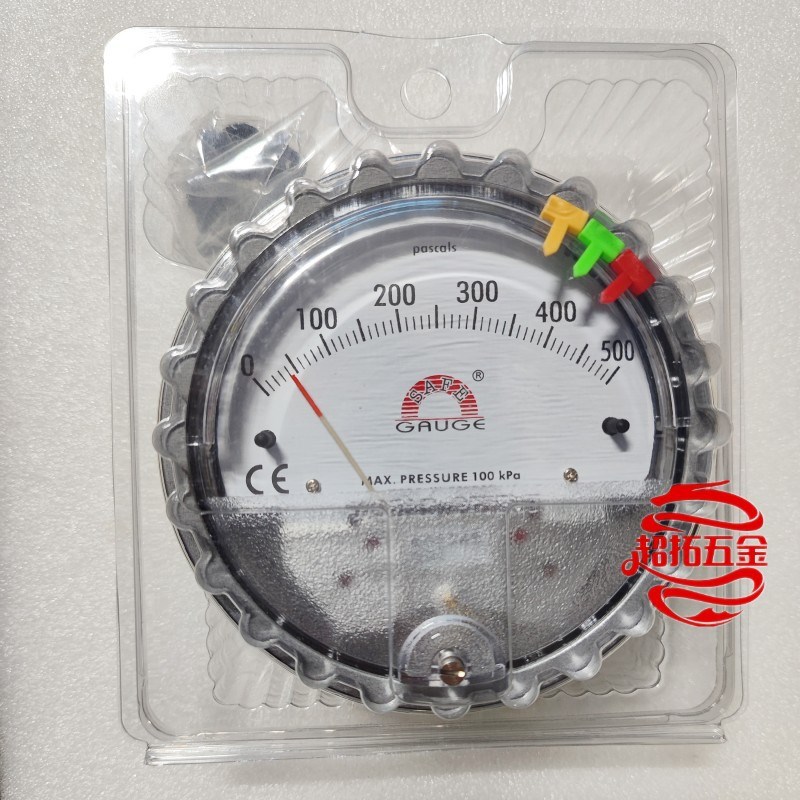 pascals
0 100 200 300 400 500
SAFE ®
GAUGE
CE
MAX. PRESSURE 100 kPa
超拓五金